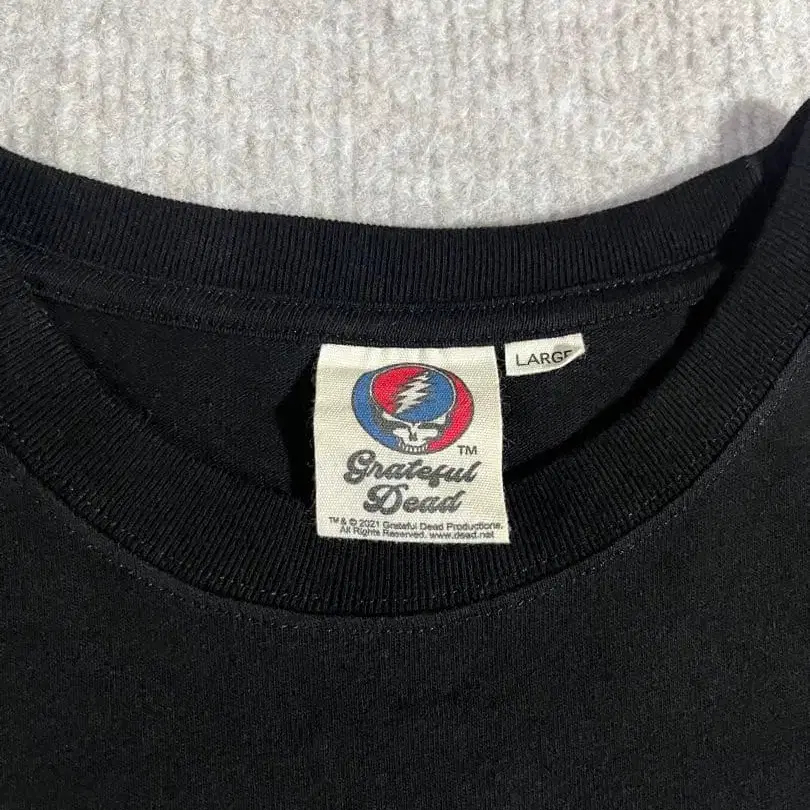 LARGE
TM
Grateful
Dead
TM & © 2021 Grateful Dead Productions.
All Rights Reserved. www.dead.net